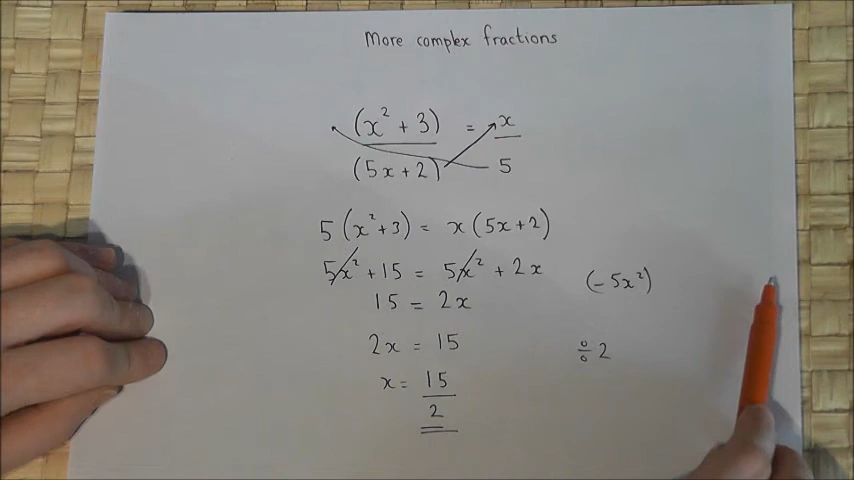 More complex fractions
(x² + 3) = x
(5x + 2) 5
5(x² + 3) = x(5x + 2)
5x² + 15 = 5x² + 2x (- 5x²)
15 = 2x
2x = 15 ÷ 2
x = 15
2